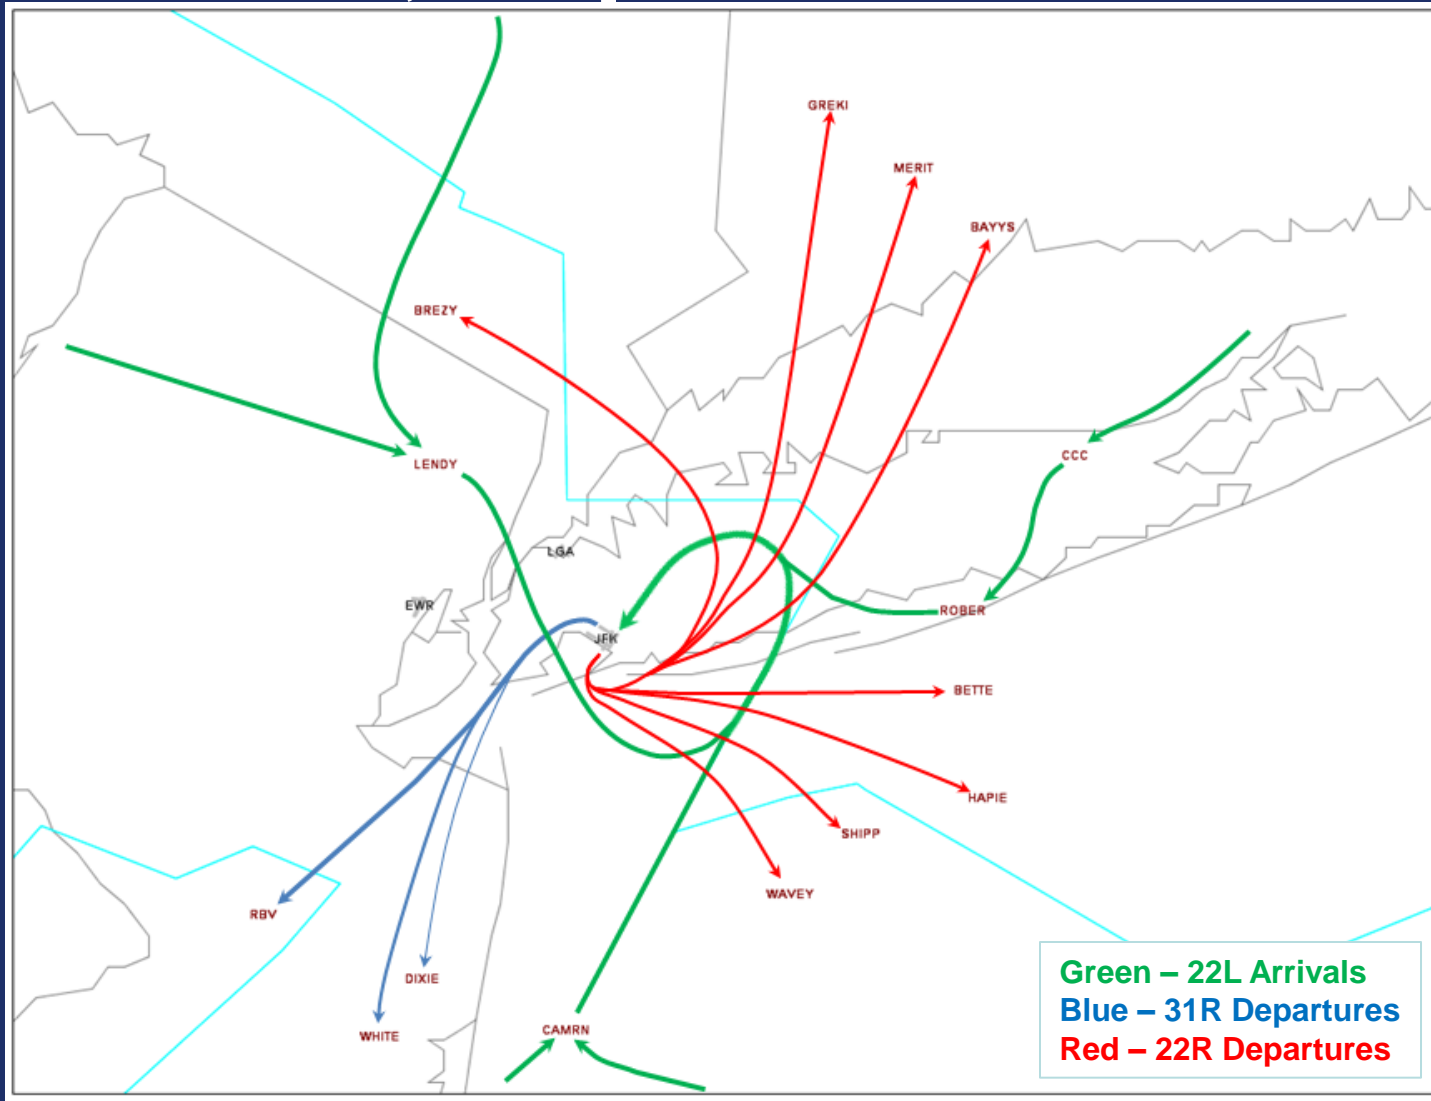 GREKI
MERIT
BAYYS
BREZY
CCC
LENDY
LGA
EWR
ROBER
JFK
BETTE
HAPIE
SHIPP
WAVEY
RBV
DIXIE
CAMRN
WHITE
Green – 22L Arrivals
Blue – 31R Departures
Red – 22R Departures